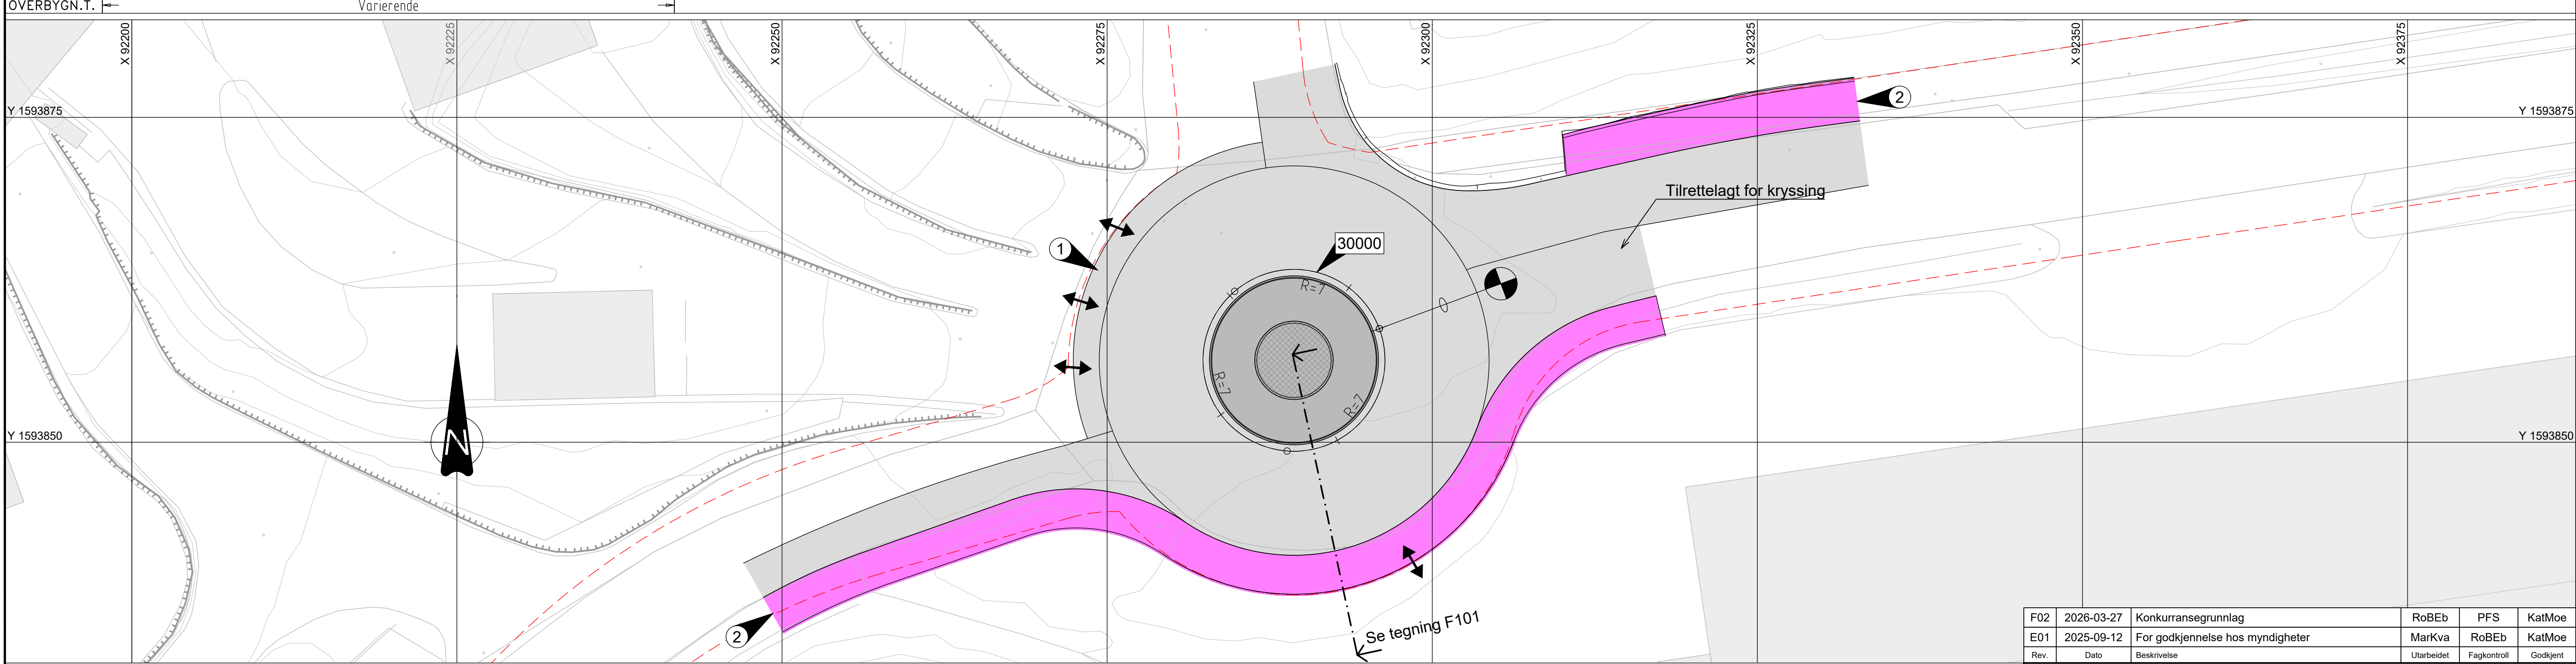 OVERBYGN.T. Varierende
X 92200
X 92225
X 92250
X 92275
X 92300
X 92325
X 92350
X 92375
Y 1593875
Y 1593875
2
Tilrettelagt for kryssing
1
30000
R=7
R=7
R=7
N
Y 1593850
Y 1593850
2
Se tegning F101
F02 2026-03-27 Konkurransegrunnlag RoBEb PFS KatMoe
E01 2025-09-12 For godkjennelse hos myndigheter MarKva RoBEb KatMoe
Rev. Dato Beskrivelse Utarbeidet Fagkontroll Godkjent